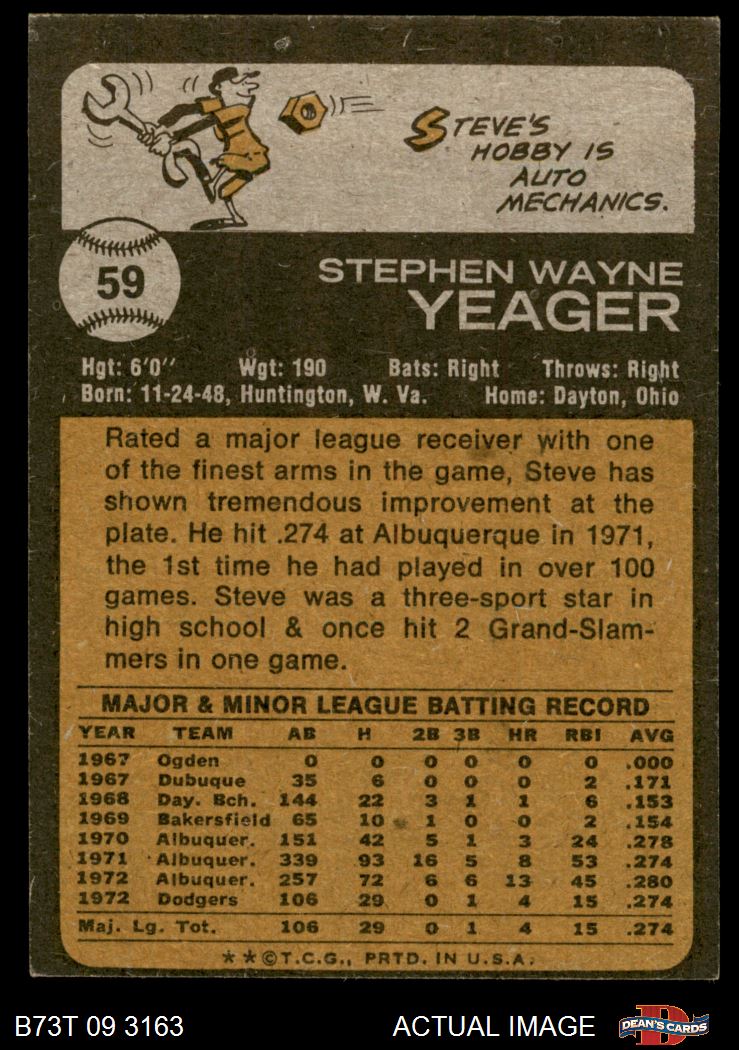 STEVE'S
HOBBY IS
AUTO
MECHANICS.
59
STEPHEN WAYNE
YEAGER
Hgt: 6'0" Wgt: 190 Bats: Right Throws: Right
Born: 11-24-48, Huntington, W. Va. Home: Dayton, Ohio
Rated a major league receiver with one
of the finest arms in the game, Steve has
shown tremendous improvement at the
plate. He hit .274 at Albuquerque in 1971,
the 1st time he had played in over 100
games. Steve was a three-sport star in
high school & once hit 2 Grand-Slam-
mers in one game.
MAJOR & MINOR LEAGUE BATTING RECORD
YEAR TEAM AB H 2B 3B HR RBI AVG
1967 Ogden 0 0 0 0 0 0 .000
1967 Dubuque 35 6 0 0 0 2 .171
1968 Day. Bch. 144 22 3 1 1 6 .153
1969 Bakersfield 65 10 1 0 0 2 .154
1970 Albuquer. 151 42 5 1 3 24 .278
1971 Albuquer. 339 93 16 5 8 53 .274
1972 Albuquer. 257 72 6 6 13 45 .280
1972 Dodgers 106 29 0 1 4 15 .274
Maj. Lg. Tot. 106 29 0 1 4 15 .274
**©T.C.G., PRTD. IN U.S.A.
B73T 09 3163 ACTUAL IMAGE D DEAN'S CARDS